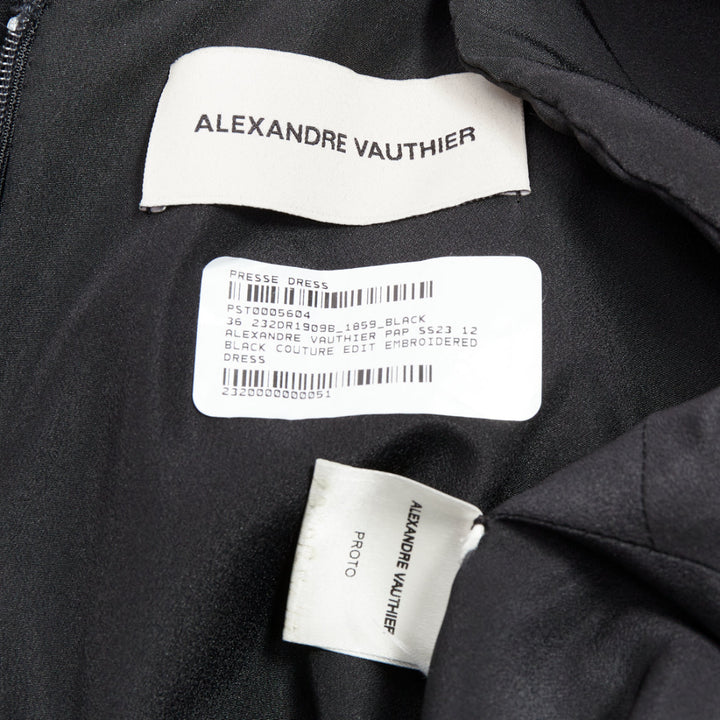 ALEXANDRE VAUTHIER
PRESSE DRESS
PST0005604
36 232DR1909B_1859_BLACK
ALEXANDRE VAUTHIER PAP SS23 12
BLACK COUTURE EDIT EMBROIDERED
DRESS
2320000000051
ALEXANDRE VAUTHIER
PROTO